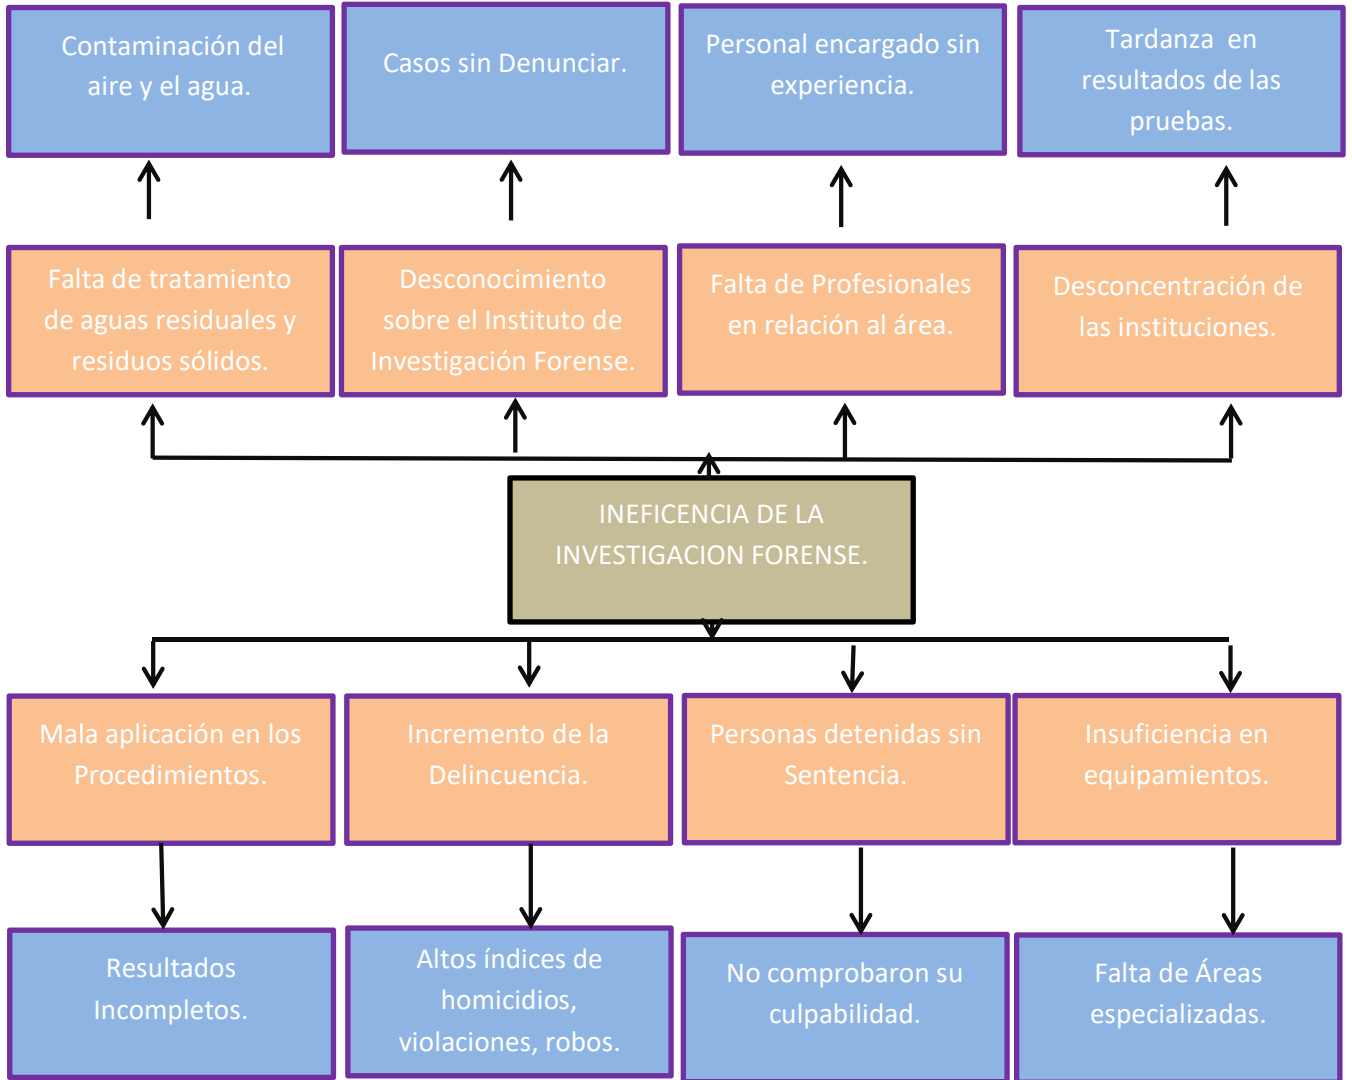 Contaminación del
aire y el agua.
Casos sin Denunciar.
Personal encargado sin
experiencia.
Tardanza en
resultados de las
pruebas.
Falta de tratamiento
de aguas residuales y
residuos sólidos.
Desconocimiento
sobre el Instituto de
Investigación Forense.
Falta de Profesionales
en relación al área.
Desconcentración de
las instituciones.
INEFICENCIA DE LA
INVESTIGACION FORENSE.
Mala aplicación en los
Procedimientos.
Incremento de la
Delincuencia.
Personas detenidas sin
Sentencia.
Insuficiencia en
equipamientos.
Resultados
Incompletos.
Altos índices de
homicidios,
violaciones, robos.
No comprobaron su
culpabilidad.
Falta de Áreas
especializadas.